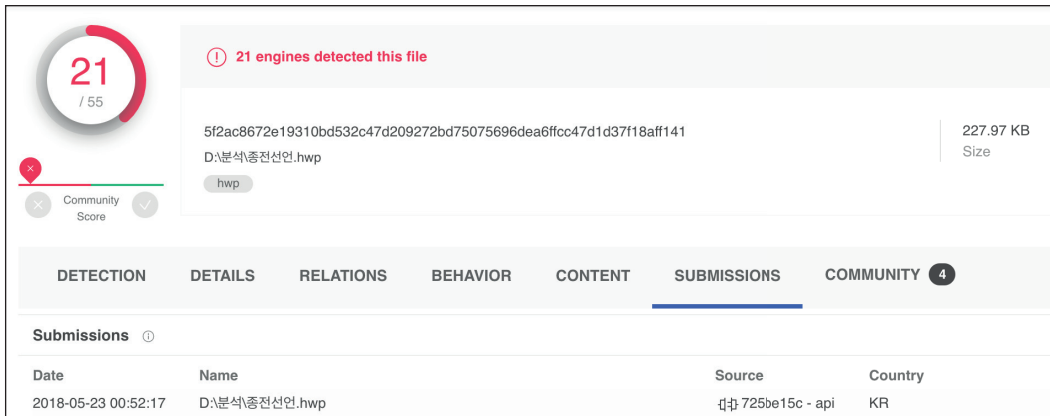 21
/ 55
21 engines detected this file
5f2ac8672e19310bd532c47d209272bd75075696dea6ffcc47d1d37f18aff141
227.97 KB
D:\분석\종전선언.hwp
Size
hwp
Community
Score
DETECTION DETAILS RELATIONS BEHAVIOR CONTENT SUBMISSIONS COMMUNITY 4
Submissions
Date Name Source Country
2018-05-23 00:52:17 D:\분석\종전선언.hwp 725be15c - api KR